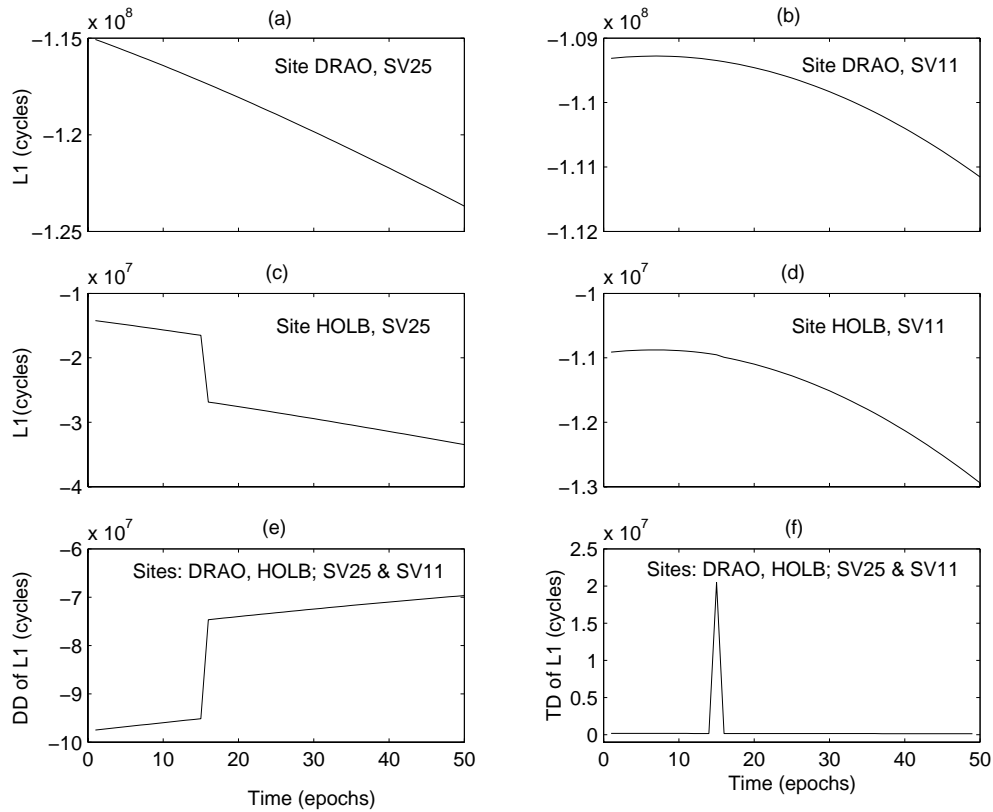 (a)
x 10^8
−1.15
−1.2
−1.25
L1 (cycles)
Site DRAO, SV25
(b)
x 10^8
−1.09
−1.1
−1.11
−1.12
Site DRAO, SV11
(c)
x 10^7
−1
−2
−3
−4
L1(cycles)
Site HOLB, SV25
(d)
x 10^7
−1
−1.1
−1.2
−1.3
Site HOLB, SV11
(e)
x 10^7
−6
−7
−8
−9
−10
DD of L1 (cycles)
Sites: DRAO, HOLB; SV25 & SV11
0 10 20 30 40 50
Time (epochs)
(f)
x 10^7
2.5
2
1.5
1
0.5
0
TD of L1 (cycles)
Sites: DRAO, HOLB; SV25 & SV11
0 10 20 30 40 50
Time (epochs)